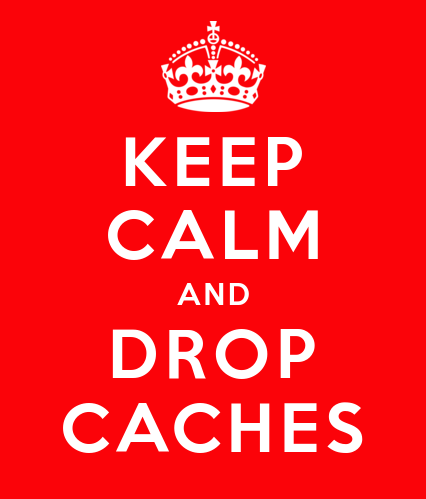 KEEP
CALM
AND
DROP
CACHES